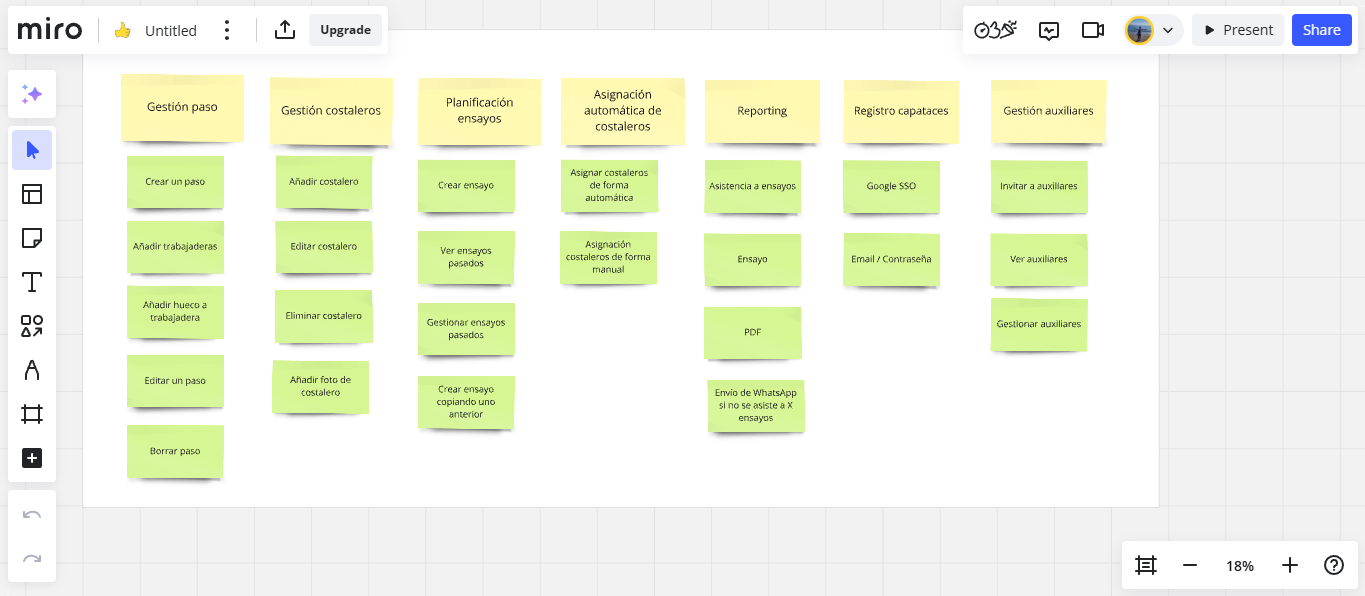 miro
Untitled
Upgrade
Present
Share
Gestión paso
Crear un paso
Añadir trabajaderas
Añadir hueco a
trabajadera
Editar un paso
Borrar paso
Gestión costaleros
Añadir costalero
Editar costalero
Eliminar costalero
Añadir foto de
costalero
Planificación
ensayos
Crear ensayo
Ver ensayos
pasados
Gestionar ensayos
pasados
Crear ensayo
copiando uno
anterior
Asignación
automática de
costaleros
Asignar costaleros
de forma
automática
Asignación
costaleros de forma
manual
Reporting
Asistencia a ensayos
Ensayo
PDF
Envío de WhatsApp
si no se asiste a X
ensayos
Registro capataces
Google SSO
Email / Contraseña
Gestión auxiliares
Invitar a auxiliares
Ver auxiliares
Gestionar auxiliares
18%